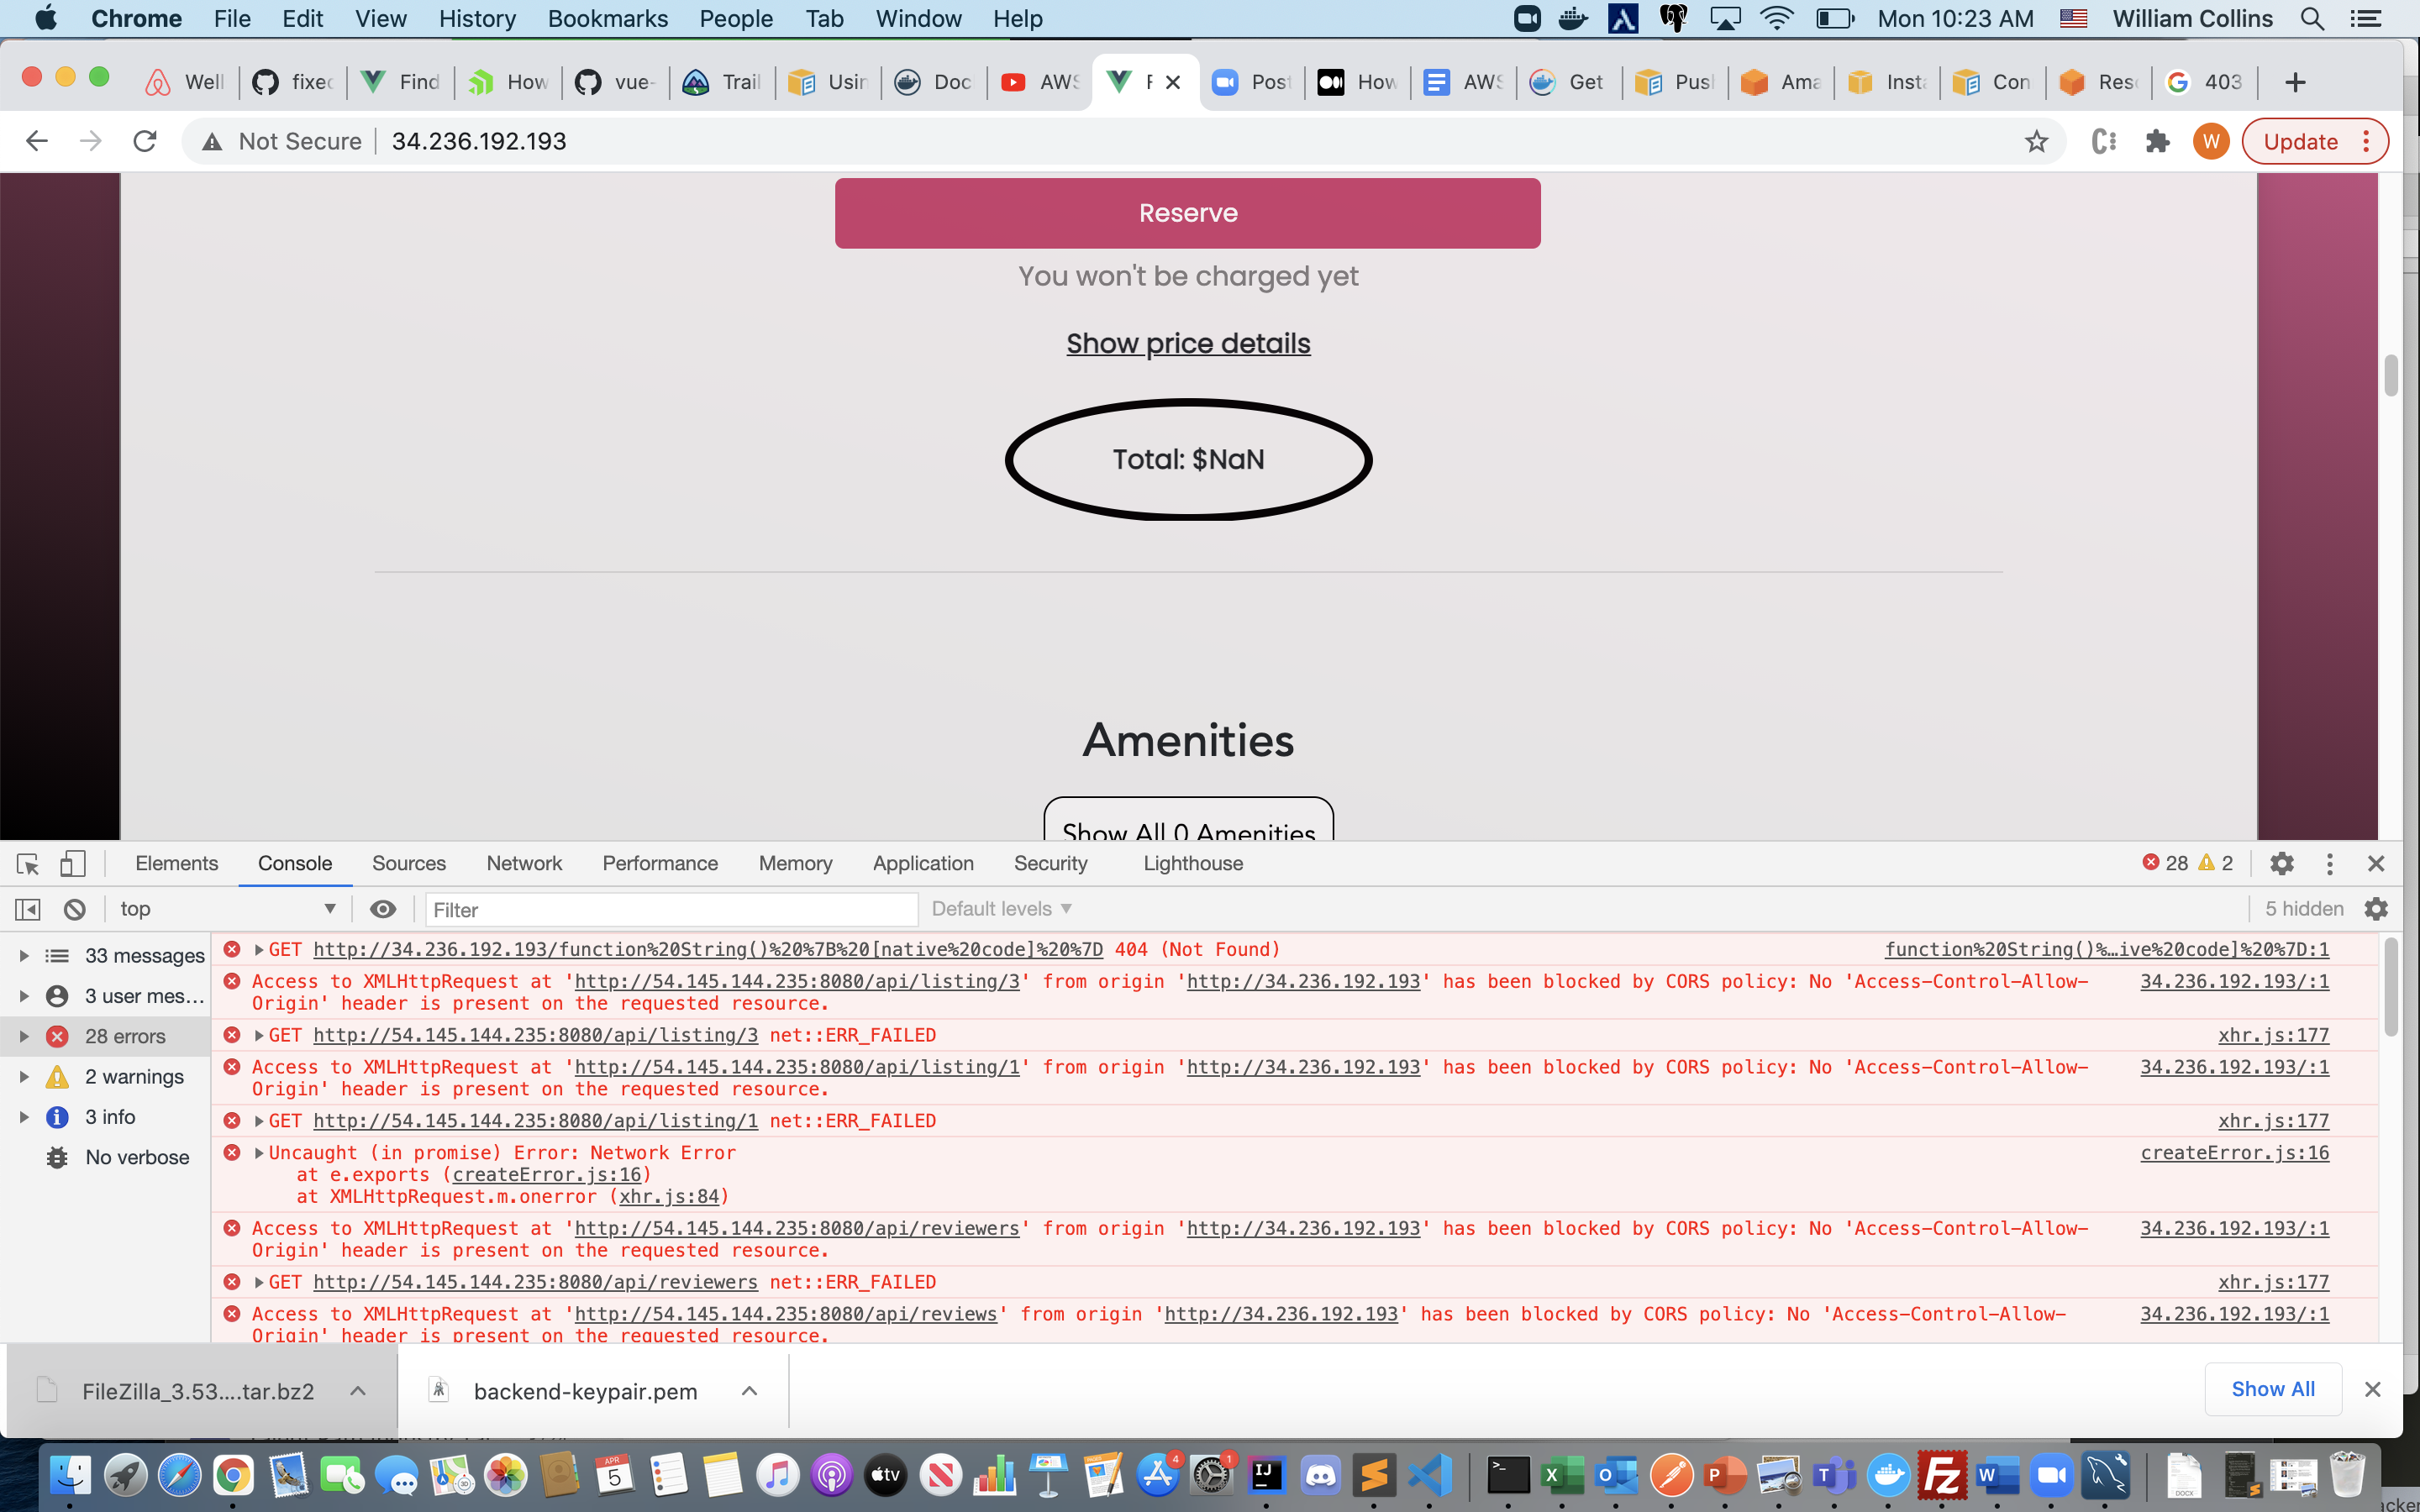 Chrome File Edit View History Bookmarks People Tab Window Help Mon 10:23 AM William Collins
Well fixed Find How vue- Trail Usin Doc AWS F Post How AWS Get Pus Ama Insta Con Reso 403
Not Secure 34.236.192.193 W Update
Reserve
You won't be charged yet
Show price details
Total: $NaN
Amenities
Show All 0 Amenities
Elements Console Sources Network Performance Memory Application Security Lighthouse 28 2
top Filter Default levels 5 hidden
33 messages
3 user mes...
28 errors
2 warnings
3 info
No verbose
GET http://34.236.192.193/function%20String()%20%7B%20[native%20code]%20%7D 404 (Not Found) function%20String()%…ive%20code]%20%7D:1
Access to XMLHttpRequest at 'http://54.145.144.235:8080/api/listing/3' from origin 'http://34.236.192.193' has been blocked by CORS policy: No 'Access-Control-Allow- 34.236.192.193/:1
Origin' header is present on the requested resource.
GET http://54.145.144.235:8080/api/listing/3 net::ERR_FAILED xhr.js:177
Access to XMLHttpRequest at 'http://54.145.144.235:8080/api/listing/1' from origin 'http://34.236.192.193' has been blocked by CORS policy: No 'Access-Control-Allow- 34.236.192.193/:1
Origin' header is present on the requested resource.
GET http://54.145.144.235:8080/api/listing/1 net::ERR_FAILED xhr.js:177
Uncaught (in promise) Error: Network Error createError.js:16
at e.exports (createError.js:16)
at XMLHttpRequest.m.onerror (xhr.js:84)
Access to XMLHttpRequest at 'http://54.145.144.235:8080/api/reviewers' from origin 'http://34.236.192.193' has been blocked by CORS policy: No 'Access-Control-Allow- 34.236.192.193/:1
Origin' header is present on the requested resource.
GET http://54.145.144.235:8080/api/reviewers net::ERR_FAILED xhr.js:177
Access to XMLHttpRequest at 'http://54.145.144.235:8080/api/reviews' from origin 'http://34.236.192.193' has been blocked by CORS policy: No 'Access-Control-Allow- 34.236.192.193/:1
Origin' header is present on the requested resource.
FileZilla_3.53....tar.bz2 backend-keypair.pem Show All
APR 5 tv 4 1 IJ X O P T Fz W DOCX